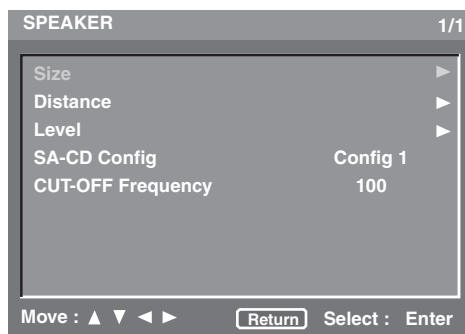 SPEAKER 1/1
Size ►
Distance ►
Level ►
SA-CD Config Config 1
CUT-OFF Frequency 100
Move : ▲ ▼ ◄ ► Return Select : Enter